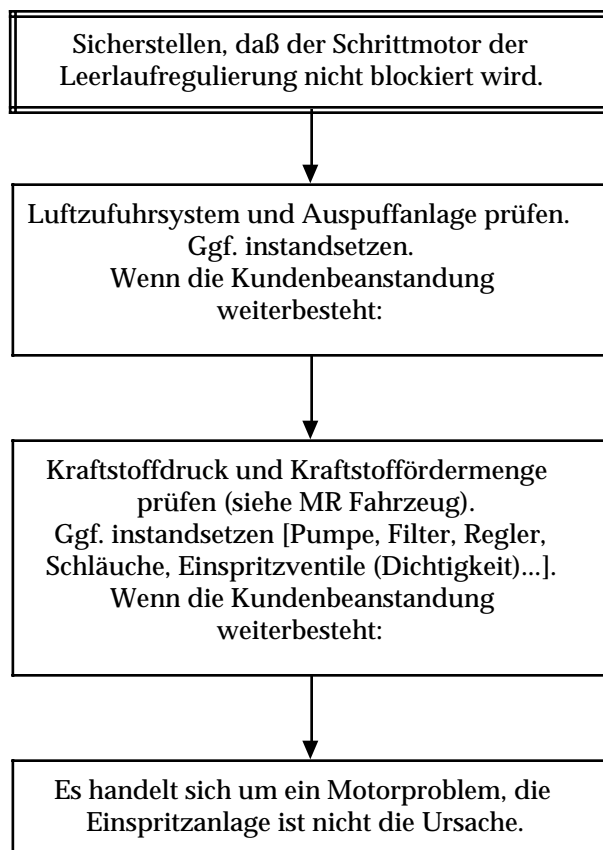 Sicherstellen, daß der Schrittmotor der
Leerlaufregulierung nicht blockiert wird.
Luftzufuhrsystem und Auspuffanlage prüfen.
Ggf. instandsetzen.
Wenn die Kundenbeanstandung
weiterbesteht:
Kraftstoffdruck und Kraftstoffördermenge
prüfen (siehe MR Fahrzeug).
Ggf. instandsetzen [Pumpe, Filter, Regler,
Schläuche, Einspritzventile (Dichtigkeit)...].
Wenn die Kundenbeanstandung
weiterbesteht:
Es handelt sich um ein Motorproblem, die
Einspritzanlage ist nicht die Ursache.